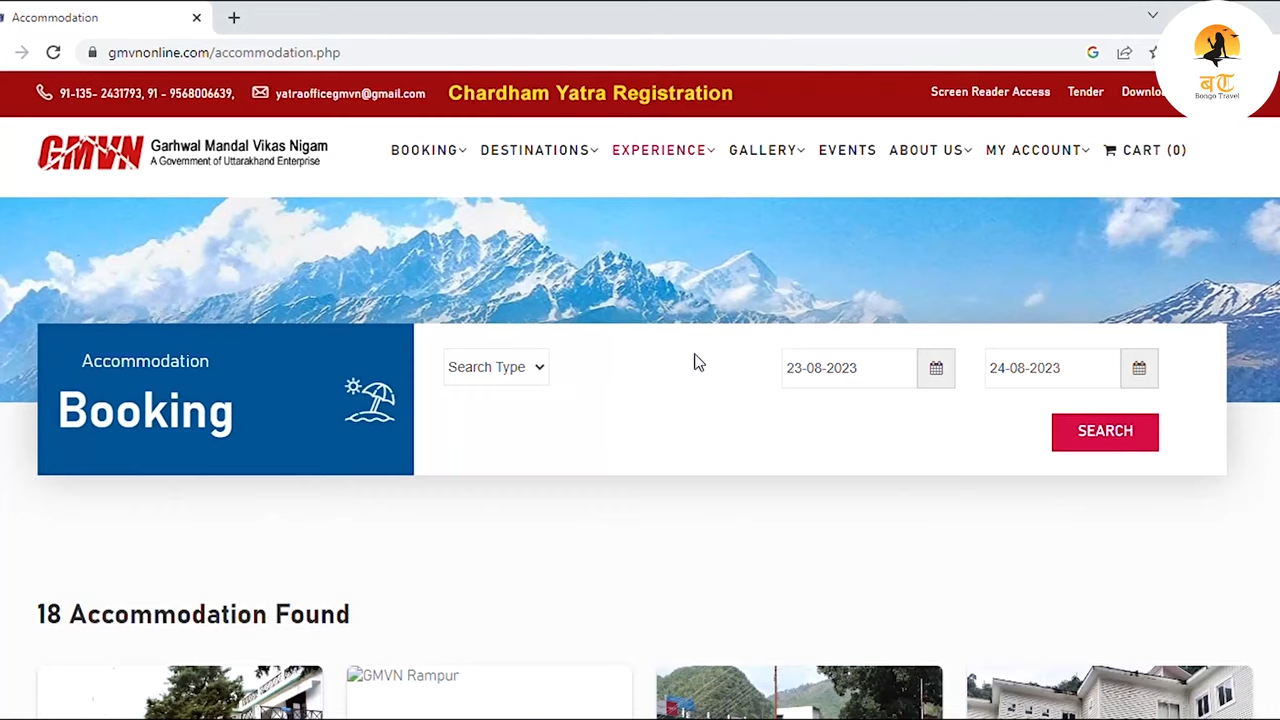 Accommodation
gmvnonline.com/accommodation.php
91-135- 2431793, 91 - 9568006639, yatraofficegmvn@gmail.com Chardham Yatra Registration Screen Reader Access Tender
GMVN Garhwal Mandal Vikas Nigam
A Government of Uttarakhand Enterprise
BOOKING DESTINATIONS EXPERIENCE GALLERY EVENTS ABOUT US MY ACCOUNT CART (0)
बT
Bongo Travel
Accommodation
Booking
Search Type 23-08-2023 24-08-2023
SEARCH
18 Accommodation Found
GMVN Rampur